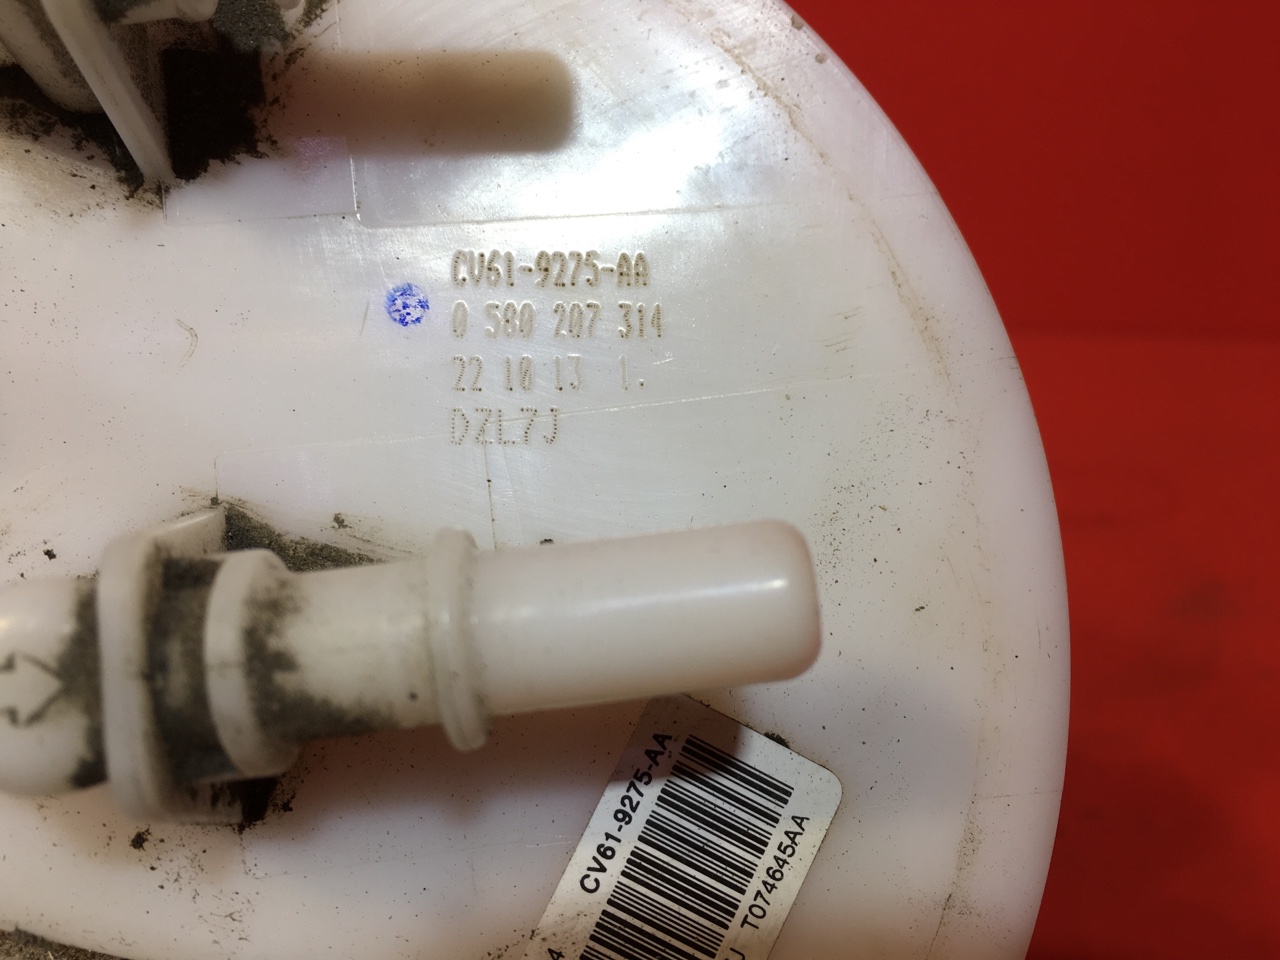 CV61-9275-AA
0 580 207 314
22 10 13 1.
DZL7J
CV61-9275-AA
T074645AA